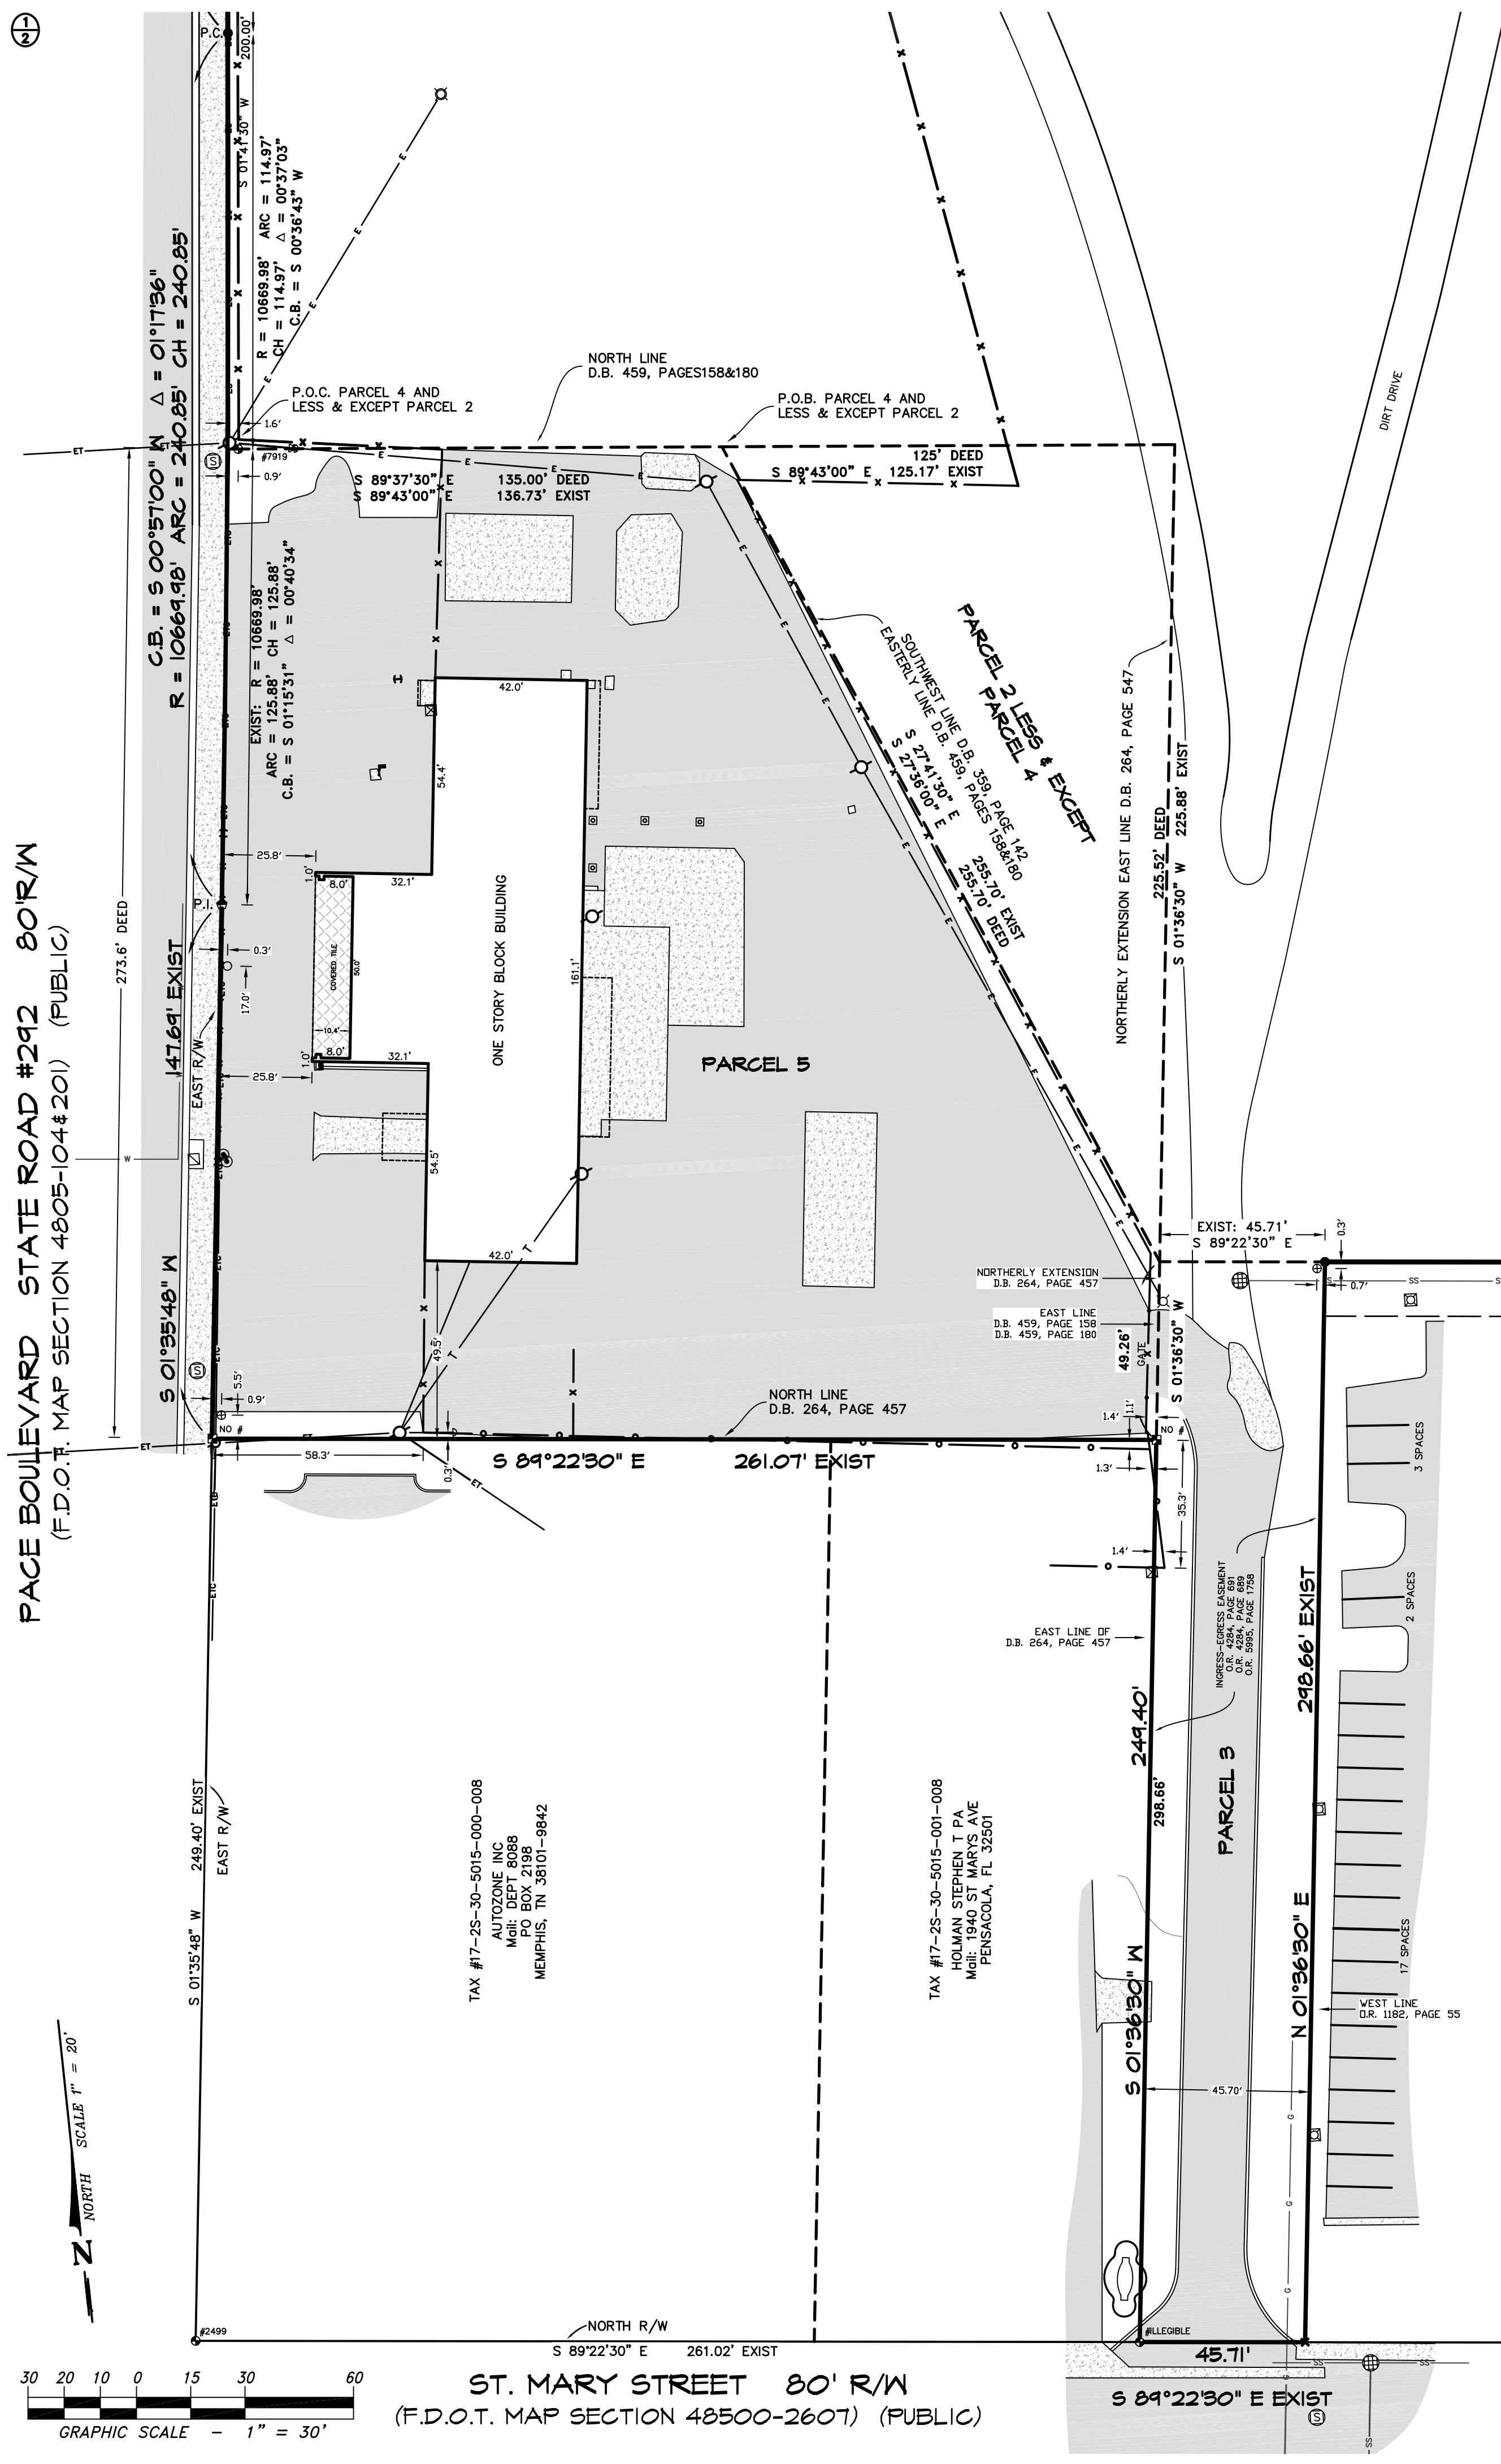 1
2
P.C.
200.00'
S 01°41'30" W
R = 10669.98' ARC = 114.97'
CH = 114.97' Δ = 00°37'03"
C.B. = S 00°36'43" W
C.B. = S 00°57'00" W Δ = 01°17'36"
R = 10669.98' ARC = 240.85' CH = 240.85'
NORTH LINE
D.B. 459, PAGES158&180
P.O.C. PARCEL 4 AND
LESS & EXCEPT PARCEL 2
P.O.B. PARCEL 4 AND
LESS & EXCEPT PARCEL 2
DIRT DRIVE
1.6'
#7919
0.9'
S 89°37'30" E 135.00' DEED
S 89°43'00" E 136.73' EXIST
125' DEED
S 89°43'00" E 125.17' EXIST
EXIST: R = 10669.98'
ARC = 125.88' CH = 125.88'
C.B. = S 01°15'31" Δ = 00°40'34"
273.6' DEED
PARCEL 2 LESS & EXCEPT
PARCEL 4
SOUTHWEST LINE D.B. 359, PAGE 142
EASTERLY LINE D.B. 459, PAGES 158&180
S 27°41'30" E 255.70' EXIST
S 27°36'00" E 255.70' DEED
NORTHERLY EXTENSION EAST LINE D.B. 264, PAGE 547
225.52' DEED
S 01°36'30" W 225.88' EXIST
42.0'
54.4'
25.8'
1.0'
8.0'
32.1'
COVERED TILE
50.0'
10.4'
ONE STORY BLOCK BUILDING
161.1'
P.I.
0.3'
17.0'
147.69' EXIST
EAST R/W
1.0'
8.0'
32.1'
25.8'
54.5'
42.0'
49.5'
PARCEL 5
PACE BOULEVARD STATE ROAD #292 80'R/W
(F.D.O.T. MAP SECTION 4805-104&201) (PUBLIC)
W
S 01°35'48" W
S
5.5'
0.9'
NO #
58.3'
0.3'
ET
EXIST: 45.71'
S 89°22'30" E
0.3'
0.7'
SS
NORTHERLY EXTENSION
D.B. 264, PAGE 457
EAST LINE
D.B. 459, PAGE 158
D.B. 459, PAGE 180
49.26'
GATE
S 01°36'30" W
NORTH LINE
D.B. 264, PAGE 457
1.4'
1.1'
NO #
S 89°22'30" E 261.07' EXIST
1.3'
35.3'
1.4'
3 SPACES
2 SPACES
17 SPACES
INGRESS-EGRESS EASEMENT
O.R. 4284, PAGE 691
O.R. 4284, PAGE 689
O.R. 5995, PAGE 1758
EAST LINE OF
D.B. 264, PAGE 457
298.66' EXIST
249.40'
298.66'
PARCEL 3
S 01°35'48" W 249.40' EXIST
EAST R/W
TAX #17-2S-30-5015-000-008
AUTOZONE INC
Mail: DEPT 8088
PO BOX 2198
MEMPHIS, TN 38101-9842
TAX #17-2S-30-5015-001-008
HOLMAN STEPHEN T PA
Mail: 1940 ST MARYS AVE
PENSACOLA, FL 32501
S 01°36'30" W
N 01°36'30" E
WEST LINE
O.R. 1182, PAGE 55
45.70'
G
N
NORTH SCALE 1" = 20'
#2499
NORTH R/W
S 89°22'30" E 261.02' EXIST
#ILLEGIBLE
45.71'
S 89°22'30" E EXIST
S
SS
ST. MARY STREET 80' R/W
(F.D.O.T. MAP SECTION 48500-2607) (PUBLIC)
30 20 10 0 15 30 60
GRAPHIC SCALE - 1" = 30'